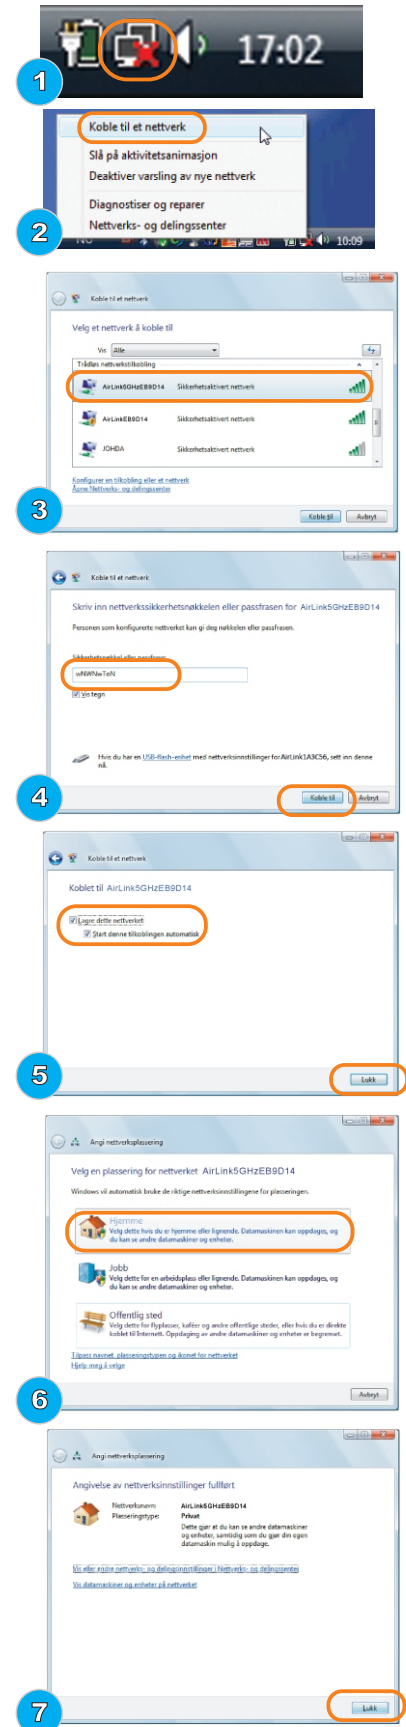 17:02
1
Koble til et nettverk
Slå på aktivitetsanimasjon
Deaktiver varsling av nye nettverk
Diagnostiser og reparer
Nettverks- og delingssenter
10:09
2
Koble til et nettverk
Velg et nettverk å koble til
Vis Alle
Trådløs nettverkstilkobling
AirLink5GHzEB9D14 Sikkerhetsaktivert nettverk
AirLinkEB9D14 Sikkerhetsaktivert nettverk
JOHDA Sikkerhetsaktivert nettverk
Konfigurer en tilkobling eller et nettverk
Åpne Nettverks- og delingssenter
Koble til Avbryt
3
Koble til et nettverk
Skriv inn nettverkssikkerhetsnøkkelen eller passfrasen for AirLink5GHzEB9D14
Personen som konfigurerte nettverket kan gi deg nøkkelen eller passfrasen.
Sikkerhetsnøkkel eller passfrase:
wNWNwTeN
Vis tegn
Hvis du har en USB-flash-enhet med nettverksinnstillinger for AirLink1A3C56, sett inn denne
nå.
Koble til Avbryt
4
Koble til et nettverk
Koblet til AirLink5GHzEB9D14
Lagre dette nettverket
Start denne tilkoblingen automatisk
Lukk
5
Angi nettverksplassering
Velg en plassering for nettverket AirLink5GHzEB9D14
Windows vil automatisk bruke de riktige nettverksinnstillingene for plasseringen.
Hjemme
Velg dette hvis du er hjemme eller lignende. Datamaskinen kan oppdages, og
du kan se andre datamaskiner og enheter.
Jobb
Velg dette for en arbeidsplass eller lignende. Datamaskinen kan oppdages, og
du kan se andre datamaskiner og enheter.
Offentlig sted
Velg dette for flyplasser, kaféer og andre offentlige steder, eller hvis du er direkte
koblet til Internett. Oppdaging av andre datamaskiner og enheter er begrenset.
Tilpass navnet, plasseringstypen og ikonet for nettverket
Hjelp meg å velge
Avbryt
6
Angi nettverksplassering
Angivelse av nettverksinnstillinger fullført
Nettverksnavn: AirLink5GHzEB9D14
Plasseringstype: Privat
Dette gjør at du kan se andre datamaskiner
og enheter, samtidig som du gjør din egen
datamaskin mulig å oppdage.
Vis eller endre nettverks- og delingsinnstillinger i Nettverks- og delingssenter
Vis datamaskiner og enheter på nettverket
Lukk
7